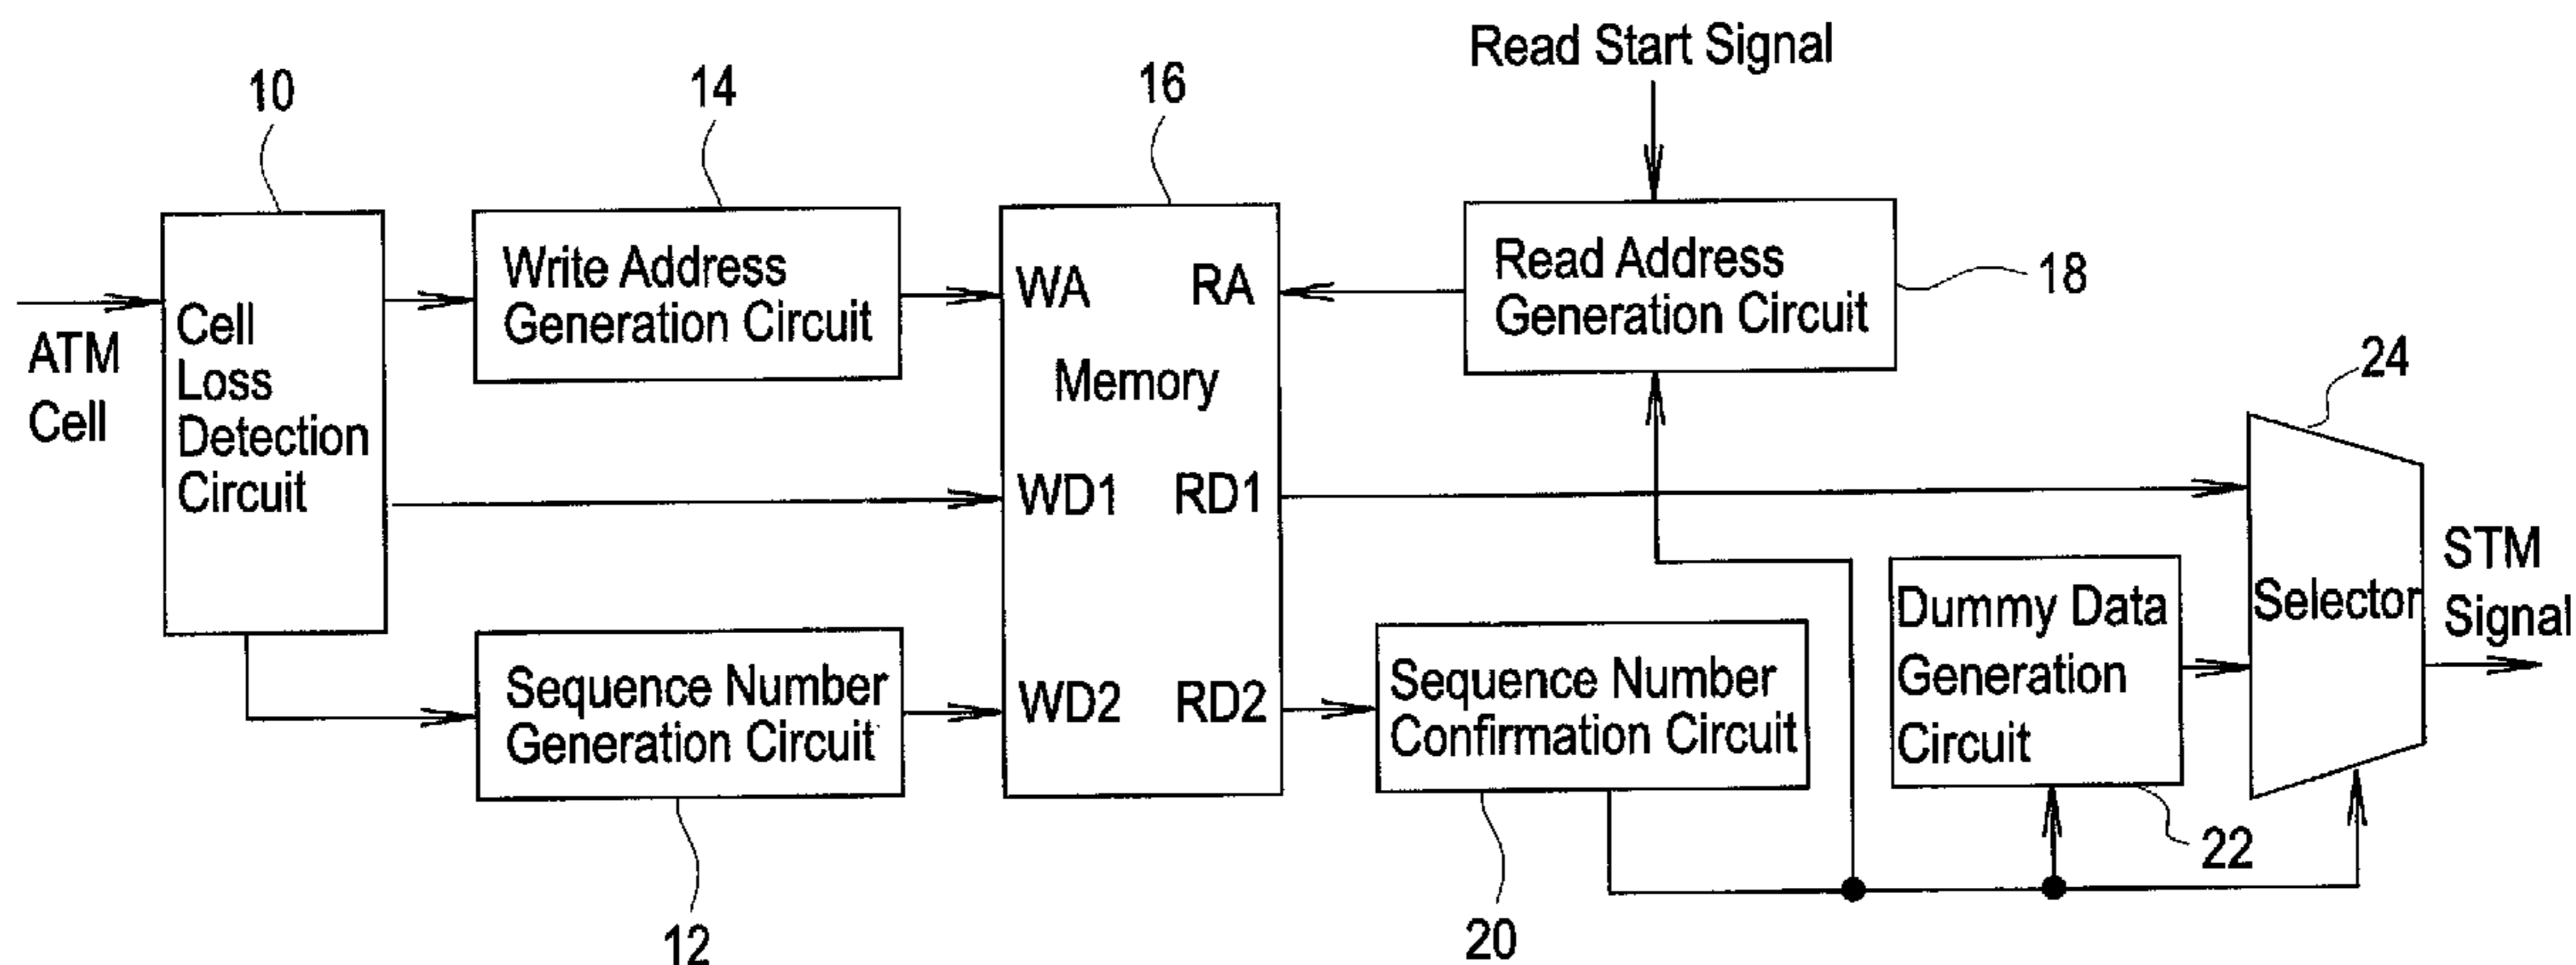 Read Start Signal
10
14
16
Write Address
Generation Circuit
WA
RA
Read Address
Generation Circuit
18
ATM
Cell
Cell
Loss
Detection
Circuit
Memory
24
WD1
RD1
STM
Signal
Selector
Dummy Data
Generation
Circuit
Sequence Number
Generation Circuit
WD2
RD2
Sequence Number
Confirmation Circuit
22
12
20